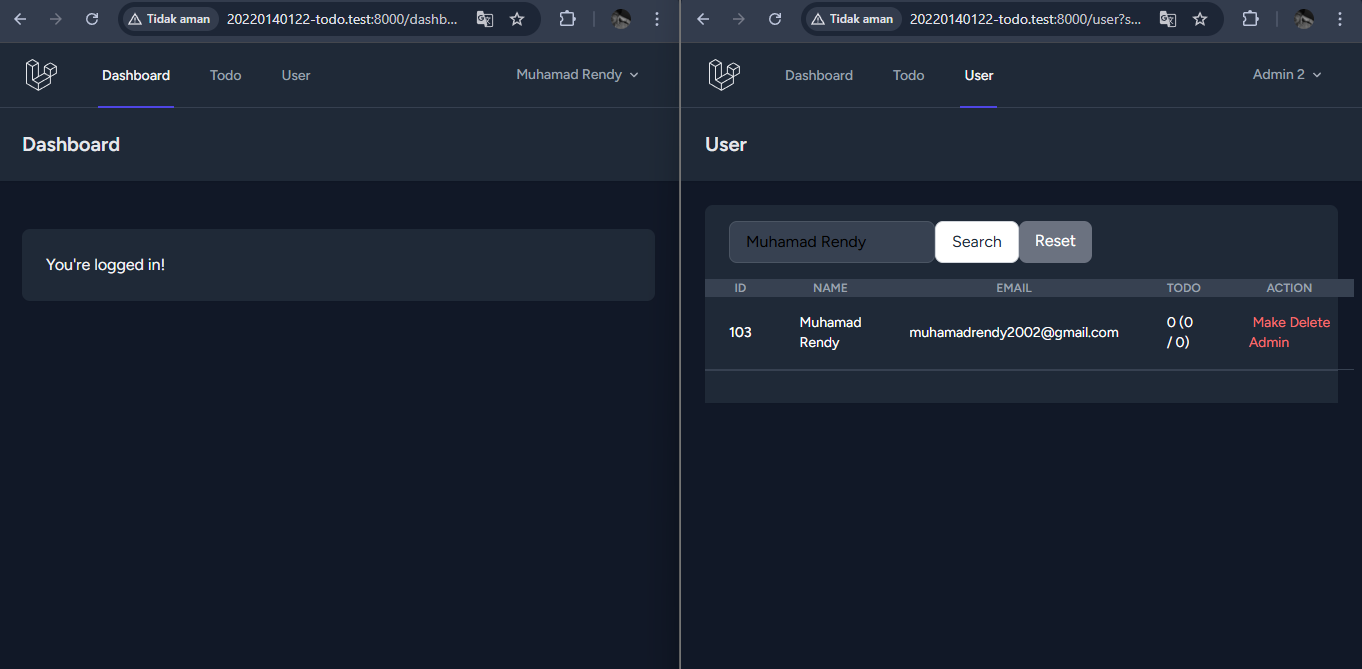 Tidak aman
20220140122-todo.test:8000/dashb...
Dashboard
Todo
User
Muhamad Rendy
Dashboard
You're logged in!
Tidak aman
20220140122-todo.test:8000/user?s...
Dashboard
Todo
User
Admin 2
User
Muhamad Rendy
Search
Reset
ID NAME EMAIL TODO ACTION
103
Muhamad
Rendy
muhamadrendy2002@gmail.com
0 (0
/ 0)
Make Delete
Admin